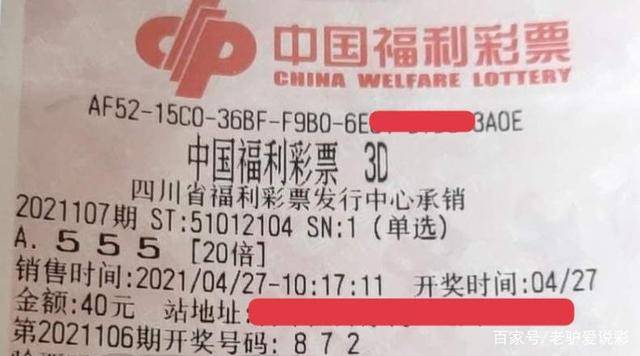 中国福利彩票
CHINA WELFARE LOTTERY
AF52-15C0-36BF-F9B0-6E 3A0E
中国福利彩票 3D
四川省福利彩票发行中心承销
2021107期 ST:51012104 SN:1 (单选)
A. 555 [20倍]
销售时间:2021/04/27-10:17:11 开奖时间:04/27
金额:40元 站地址:
第2021106期开奖号码: 8 7 2
百家号/老驴爱说彩